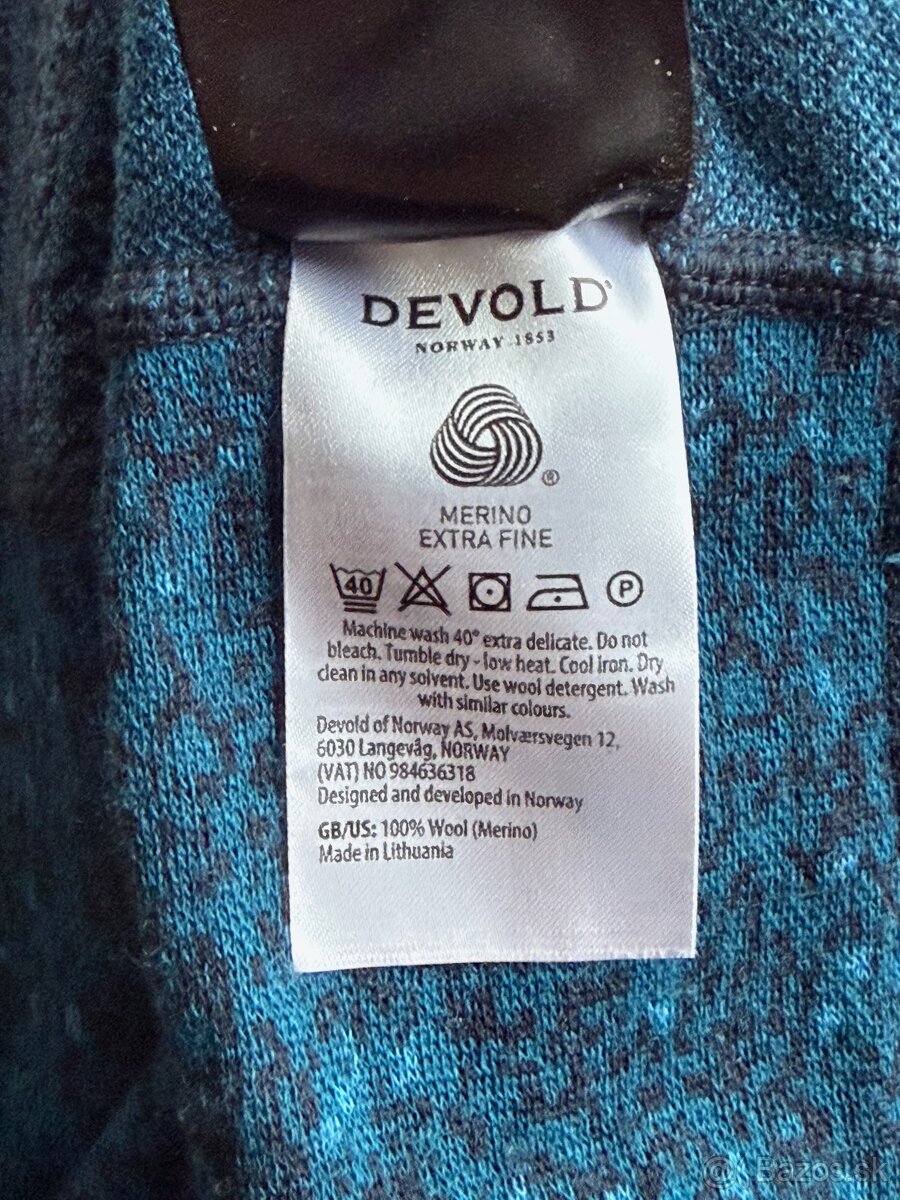 DEVOLD®
NORWAY 1853
®
MERINO
EXTRA FINE
40 P
Machine wash 40° extra delicate. Do not
bleach. Tumble dry - low heat. Cool iron. Dry
clean in any solvent. Use wool detergent. Wash
with similar colours.
Devold of Norway AS, Molværsvegen 12,
6030 Langevåg, NORWAY
(VAT) NO 984636318
Designed and developed in Norway
GB/US: 100% Wool (Merino)
Made in Lithuania
Bazos.sk